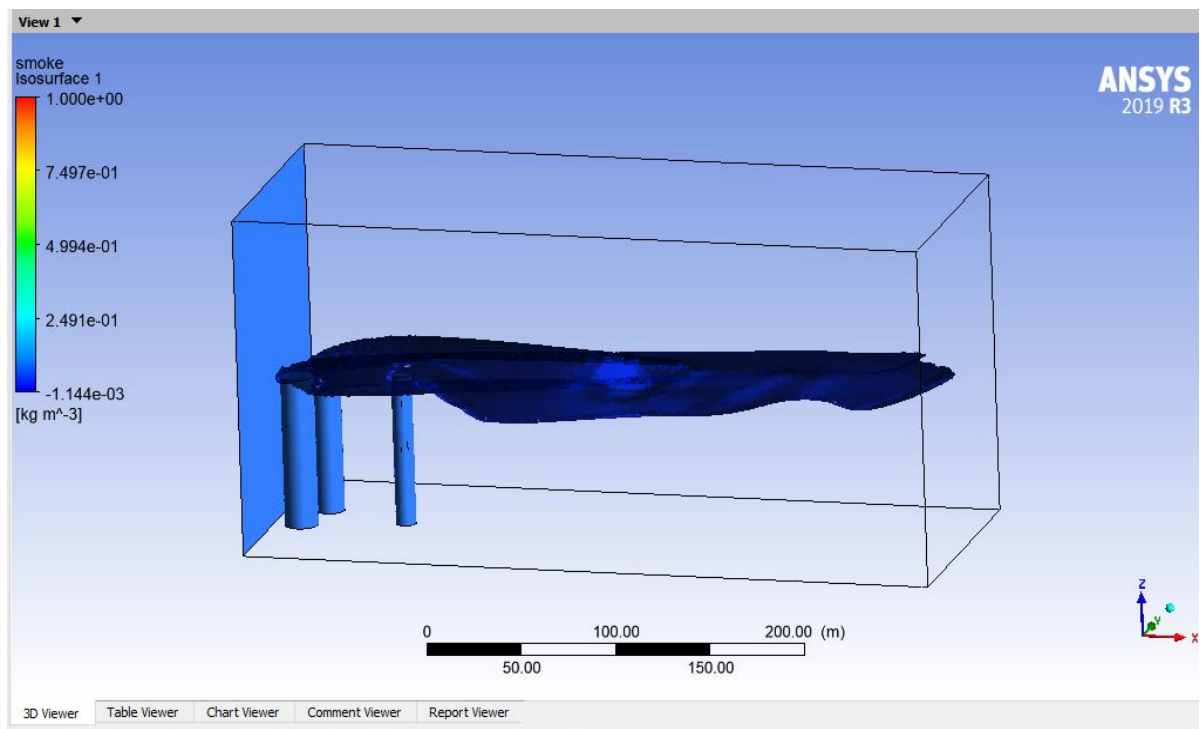 View 1
smoke
Isosurface 1
1.000e+00
7.497e-01
4.994e-01
2.491e-01
-1.144e-03
[kg m^-3]
ANSYS
2019 R3
0 100.00 200.00 (m)
50.00 150.00
Z
Y
X
3D Viewer Table Viewer Chart Viewer Comment Viewer Report Viewer